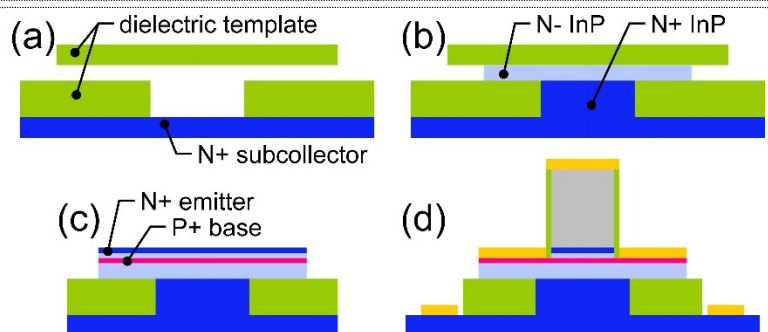 (a) dielectric template
N+ subcollector
(b) N- InP N+ InP
(c) N+ emitter
P+ base
(d)